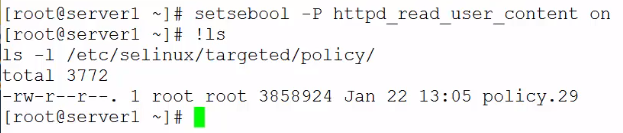 [root@server1 ~]# setsebool -P httpd_read_user_content on
[root@server1 ~]# !ls
ls -l /etc/selinux/targeted/policy/
total 3772
-rw-r--r--. 1 root root 3858924 Jan 22 13:05 policy.29
[root@server1 ~]#